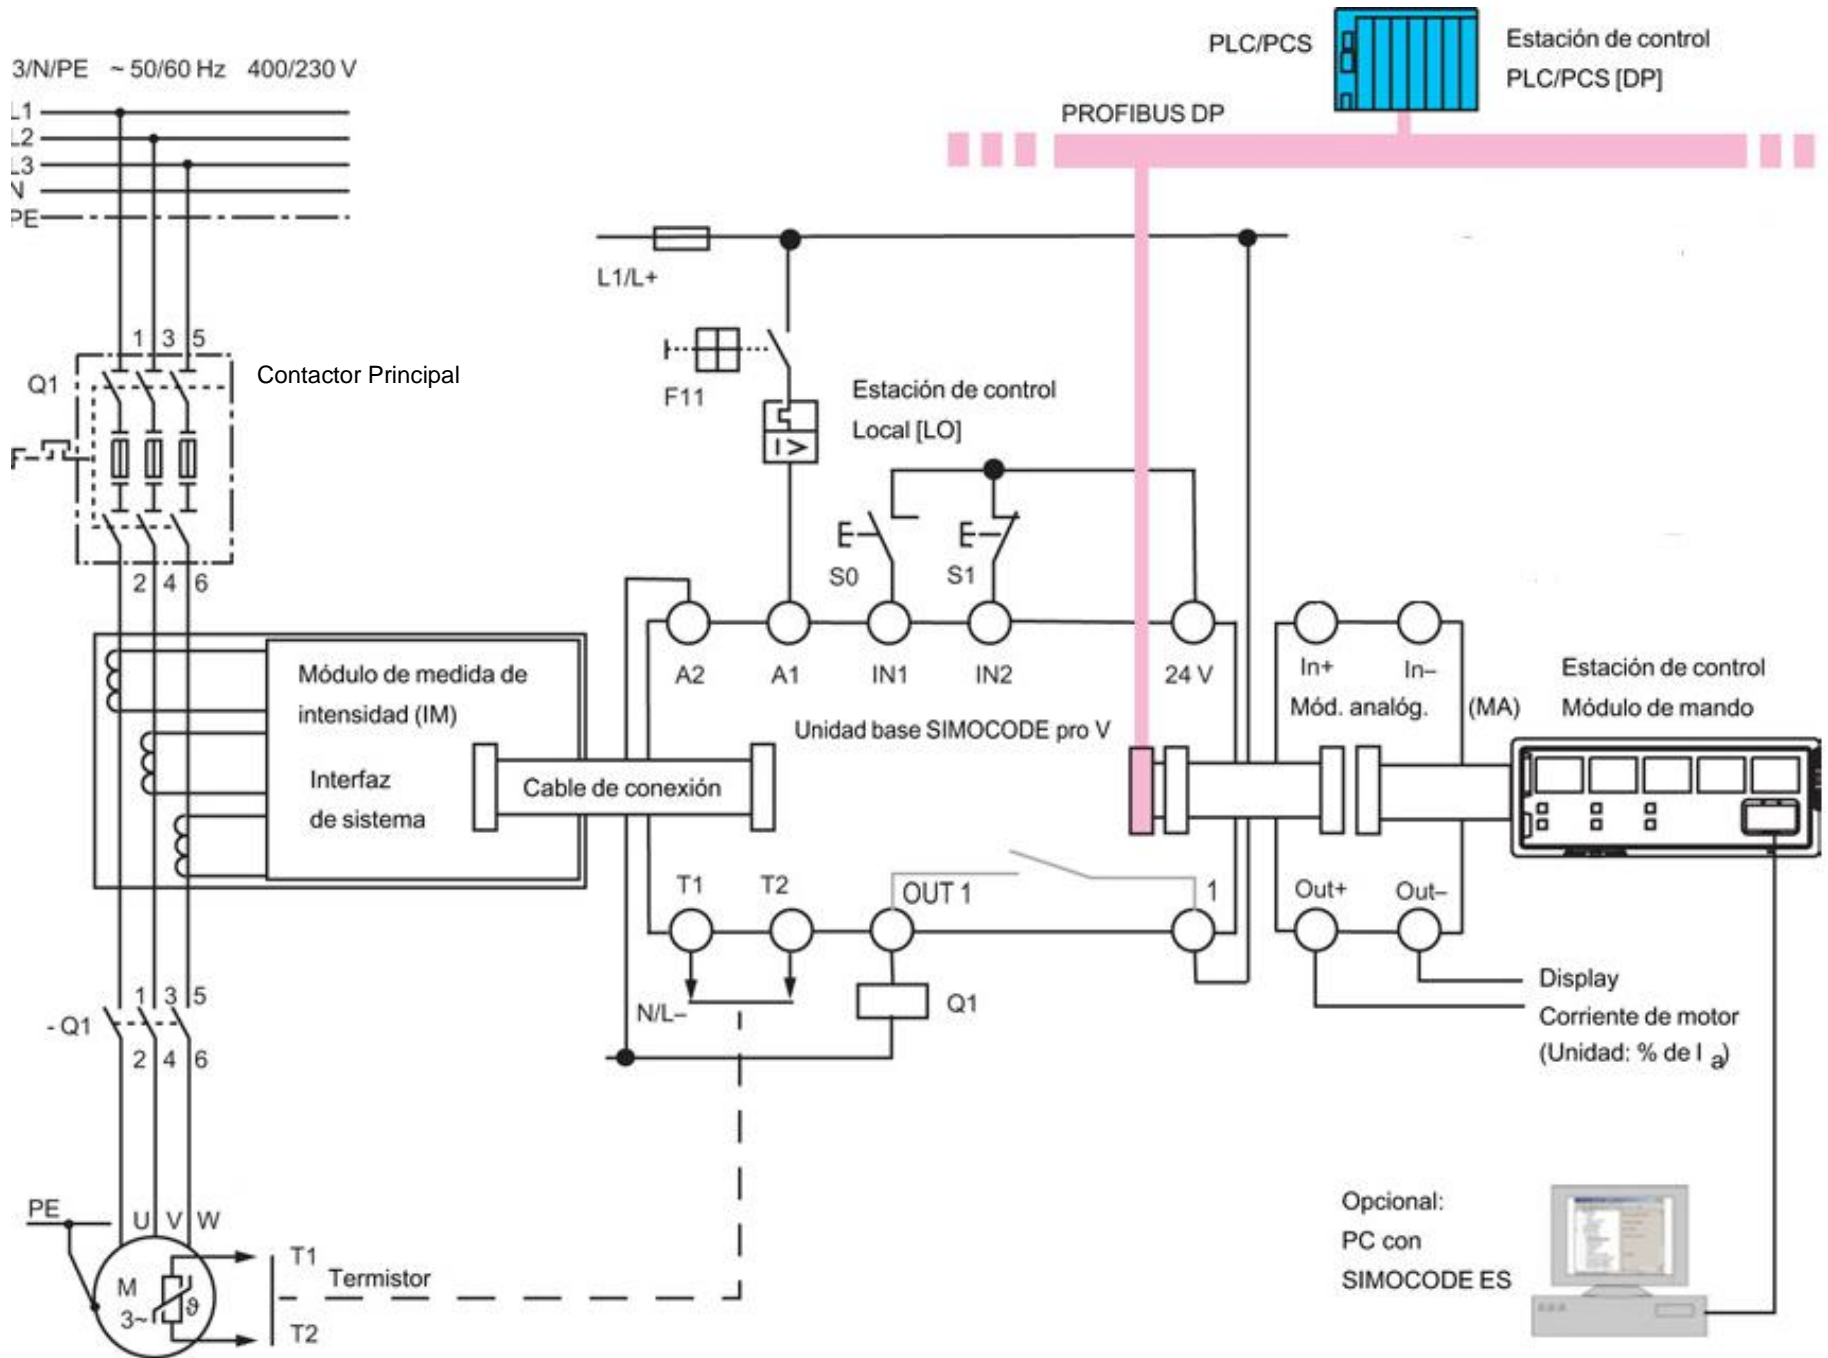 PLC/PCS
Estación de control
PLC/PCS [DP]
3/N/PE ~ 50/60 Hz 400/230 V
PROFIBUS DP
L1
L2
L3
N
PE
L1/L+
1 3 5
Q1
Contactor Principal
F11
I >
Estación de control
Local [LO]
2 4 6
S0
S1
A2
A1
IN1
IN2
24 V
In+
In–
Mód. analóg. (MA)
Estación de control
Módulo de mando
Módulo de medida de
intensidad (IM)
Interfaz
de sistema
Cable de conexión
Unidad base SIMOCODE pro V
T1
T2
OUT 1
1
Out+
Out–
N/L–
Q1
Display
Corriente de motor
(Unidad: % de I a)
1 3 5
- Q1
2 4 6
PE
U V W
M
3~
ϑ
T1
Termistor
T2
Opcional:
PC con
SIMOCODE ES